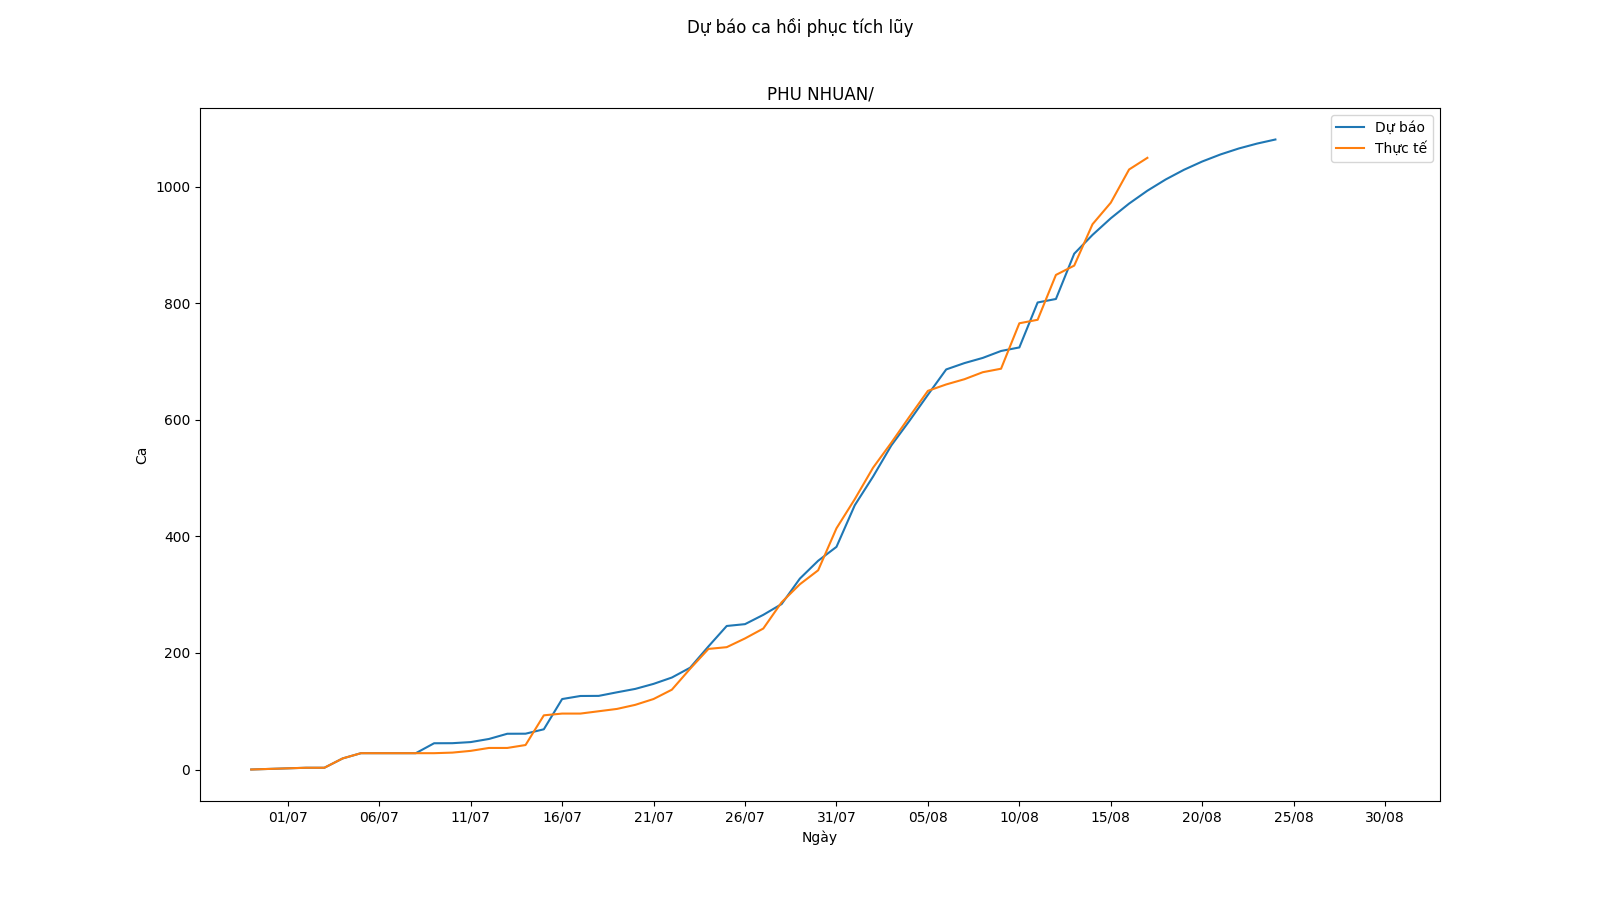 Dự báo ca hồi phục tích lũy
PHU NHUAN/
Dự báo
Thực tế
1000
800
600
400
200
0
Ca
01/07 06/07 11/07 16/07 21/07 26/07 31/07 05/08 10/08 15/08 20/08 25/08 30/08
Ngày